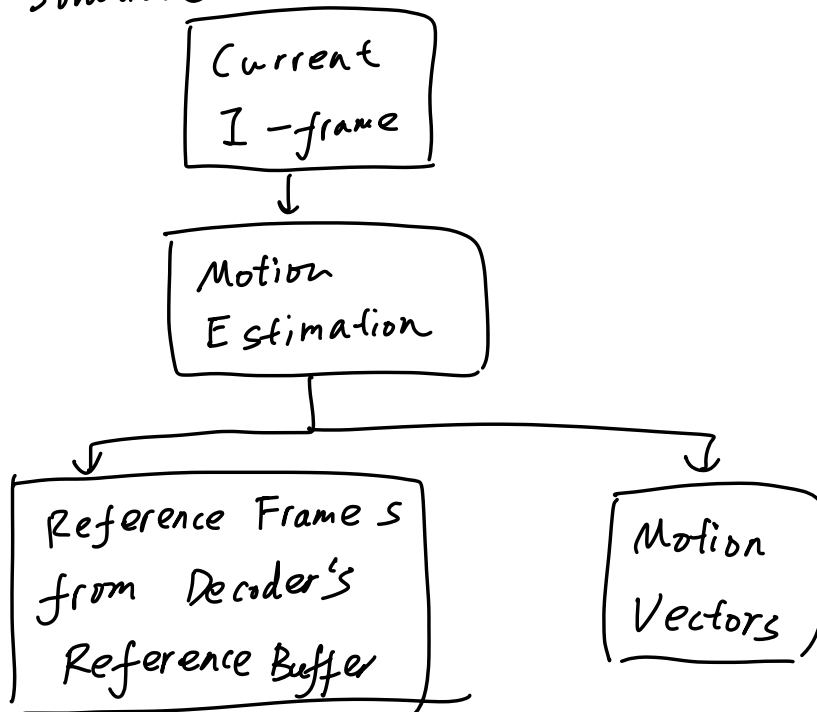 Current
I-frame
Motion
Estimation
Reference Frames
from Decoder's
Reference Buffer
Motion
Vectors